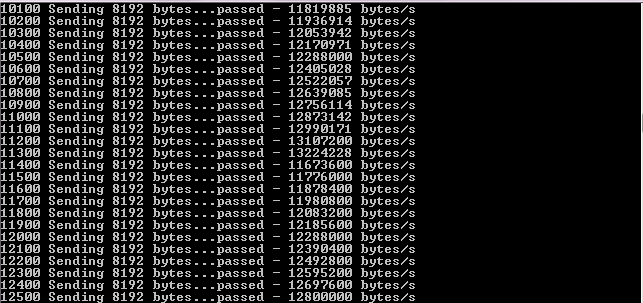 10100 Sending 8192 bytes...passed - 11819885 bytes/s
10200 Sending 8192 bytes...passed - 11936914 bytes/s
10300 Sending 8192 bytes...passed - 12053942 bytes/s
10400 Sending 8192 bytes...passed - 12170971 bytes/s
10500 Sending 8192 bytes...passed - 12288000 bytes/s
10600 Sending 8192 bytes...passed - 12405028 bytes/s
10700 Sending 8192 bytes...passed - 12522057 bytes/s
10800 Sending 8192 bytes...passed - 12639085 bytes/s
10900 Sending 8192 bytes...passed - 12756114 bytes/s
11000 Sending 8192 bytes...passed - 12873142 bytes/s
11100 Sending 8192 bytes...passed - 12990171 bytes/s
11200 Sending 8192 bytes...passed - 13107200 bytes/s
11300 Sending 8192 bytes...passed - 13224228 bytes/s
11400 Sending 8192 bytes...passed - 11673600 bytes/s
11500 Sending 8192 bytes...passed - 11776000 bytes/s
11600 Sending 8192 bytes...passed - 11878400 bytes/s
11700 Sending 8192 bytes...passed - 11980800 bytes/s
11800 Sending 8192 bytes...passed - 12083200 bytes/s
11900 Sending 8192 bytes...passed - 12185600 bytes/s
12000 Sending 8192 bytes...passed - 12288000 bytes/s
12100 Sending 8192 bytes...passed - 12390400 bytes/s
12200 Sending 8192 bytes...passed - 12492800 bytes/s
12300 Sending 8192 bytes...passed - 12595200 bytes/s
12400 Sending 8192 bytes...passed - 12697600 bytes/s
12500 Sending 8192 bytes...passed - 12800000 bytes/s